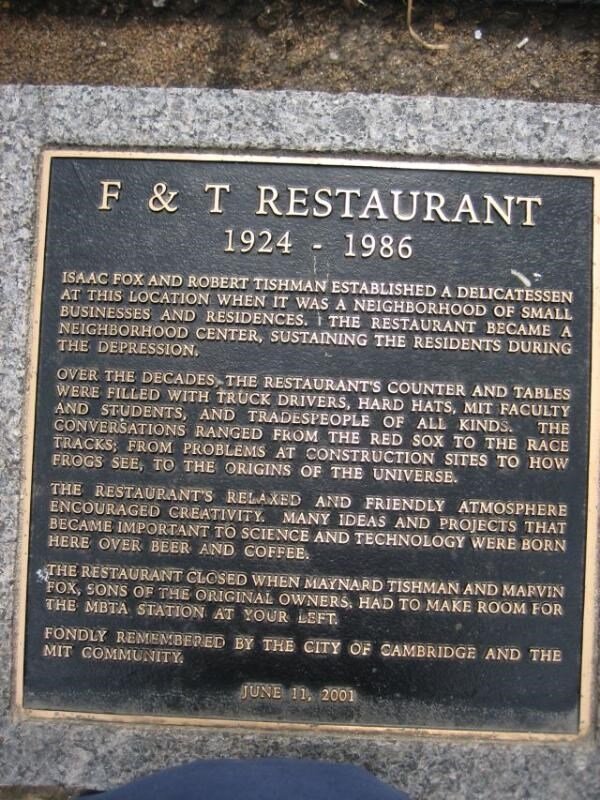 F & T RESTAURANT
1924 - 1986
ISAAC FOX AND ROBERT TISHMAN ESTABLISHED A DELICATESSEN
AT THIS LOCATION WHEN IT WAS A NEIGHBORHOOD OF SMALL
BUSINESSES AND RESIDENCES. THE RESTAURANT BECAME A
NEIGHBORHOOD CENTER, SUSTAINING THE RESIDENTS DURING
THE DEPRESSION.
OVER THE DECADES, THE RESTAURANT'S COUNTER AND TABLES
WERE FILLED WITH TRUCK DRIVERS, HARD HATS, MIT FACULTY
AND STUDENTS, AND TRADESPEOPLE OF ALL KINDS. THE
CONVERSATIONS RANGED FROM THE RED SOX TO THE RACE
TRACKS; FROM PROBLEMS AT CONSTRUCTION SITES TO HOW
FROGS SEE, TO THE ORIGINS OF THE UNIVERSE.
THE RESTAURANT'S RELAXED AND FRIENDLY ATMOSPHERE
ENCOURAGED CREATIVITY. MANY IDEAS AND PROJECTS THAT
BECAME IMPORTANT TO SCIENCE AND TECHNOLOGY WERE BORN
HERE OVER BEER AND COFFEE.
THE RESTAURANT CLOSED WHEN MAYNARD TISHMAN AND MARVIN
FOX, SONS OF THE ORIGINAL OWNERS, HAD TO MAKE ROOM FOR
THE MBTA STATION AT YOUR LEFT.
FONDLY REMEMBERED BY THE CITY OF CAMBRIDGE AND THE
MIT COMMUNITY.
JUNE 11, 2001